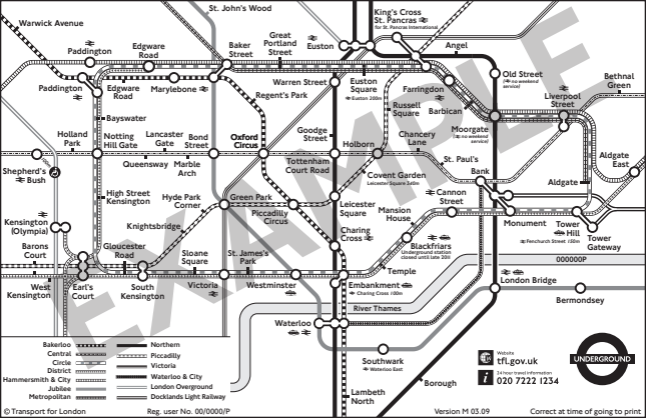 St. John's Wood
King's Cross
St. Pancras
for St. Pancras International
Warwick Avenue
Paddington
Edgware
Road
Baker
Street
Great
Portland
Street
Euston
Angel
Warren Street
Euston
Square
Euston 200m
Farringdon
Old Street
(no weekend
service)
Liverpool
Street
Bethnal
Green
Paddington
Edgware
Road
Marylebone
Regent's Park
Russell
Square
Barbican
Moorgate
(no weekend
service)
Bayswater
Holland
Park
Notting
Hill Gate
Lancaster
Gate
Bond
Street
Oxford
Circus
Goodge
Street
Holborn
Chancery
Lane
St. Paul's
Aldgate
East
Queensway
Marble
Arch
Tottenham
Court Road
Bank
Shepherd's
Bush
Covent Garden
Leicester Square 340m
Cannon
Street
Aldgate
High Street
Kensington
Hyde Park
Corner
Green Park
Piccadilly
Circus
Leicester
Square
Mansion
House
Kensington
(Olympia)
Knightsbridge
Charing
Cross
Blackfriars
Underground station
closed until late 2011
Monument
Tower
Hill
Fenchurch Street 150m
Tower
Gateway
Barons
Court
Gloucester
Road
Sloane
Square
St. James's
Park
Temple
000000P
West
Kensington
Earl's
Court
South
Kensington
Victoria
Westminster
Embankment
Charing Cross 100m
London Bridge
River Thames
Bermondsey
Waterloo
Southwark
Waterloo East
Borough
Lambeth
North
EXAMPLE
Bakerloo
Central
Circle
District
Hammersmith & City
Jubilee
Metropolitan
Northern
Piccadilly
Victoria
Waterloo & City
London Overground
Docklands Light Railway
Website
tfl.gov.uk
24 hour travel information
020 7222 1234
UNDERGROUND
© Transport for London
Reg. user No. 00/0000/P
Version M 03.09
Correct at time of going to print